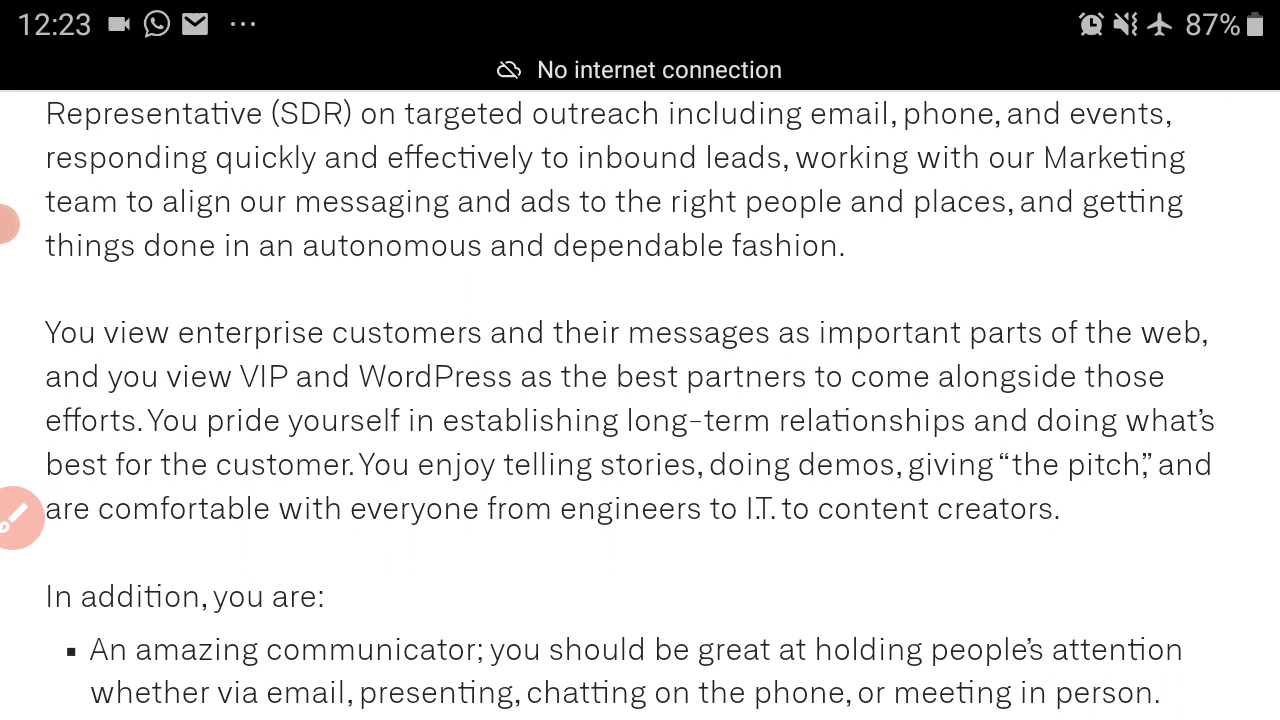 12:23 ... 87%
No internet connection
Representative (SDR) on targeted outreach including email, phone, and events,
responding quickly and effectively to inbound leads, working with our Marketing
team to align our messaging and ads to the right people and places, and getting
things done in an autonomous and dependable fashion.
You view enterprise customers and their messages as important parts of the web,
and you view VIP and WordPress as the best partners to come alongside those
efforts. You pride yourself in establishing long-term relationships and doing what’s
best for the customer. You enjoy telling stories, doing demos, giving “the pitch,” and
are comfortable with everyone from engineers to I.T. to content creators.
In addition, you are:
▪ An amazing communicator; you should be great at holding people’s attention
whether via email, presenting, chatting on the phone, or meeting in person.